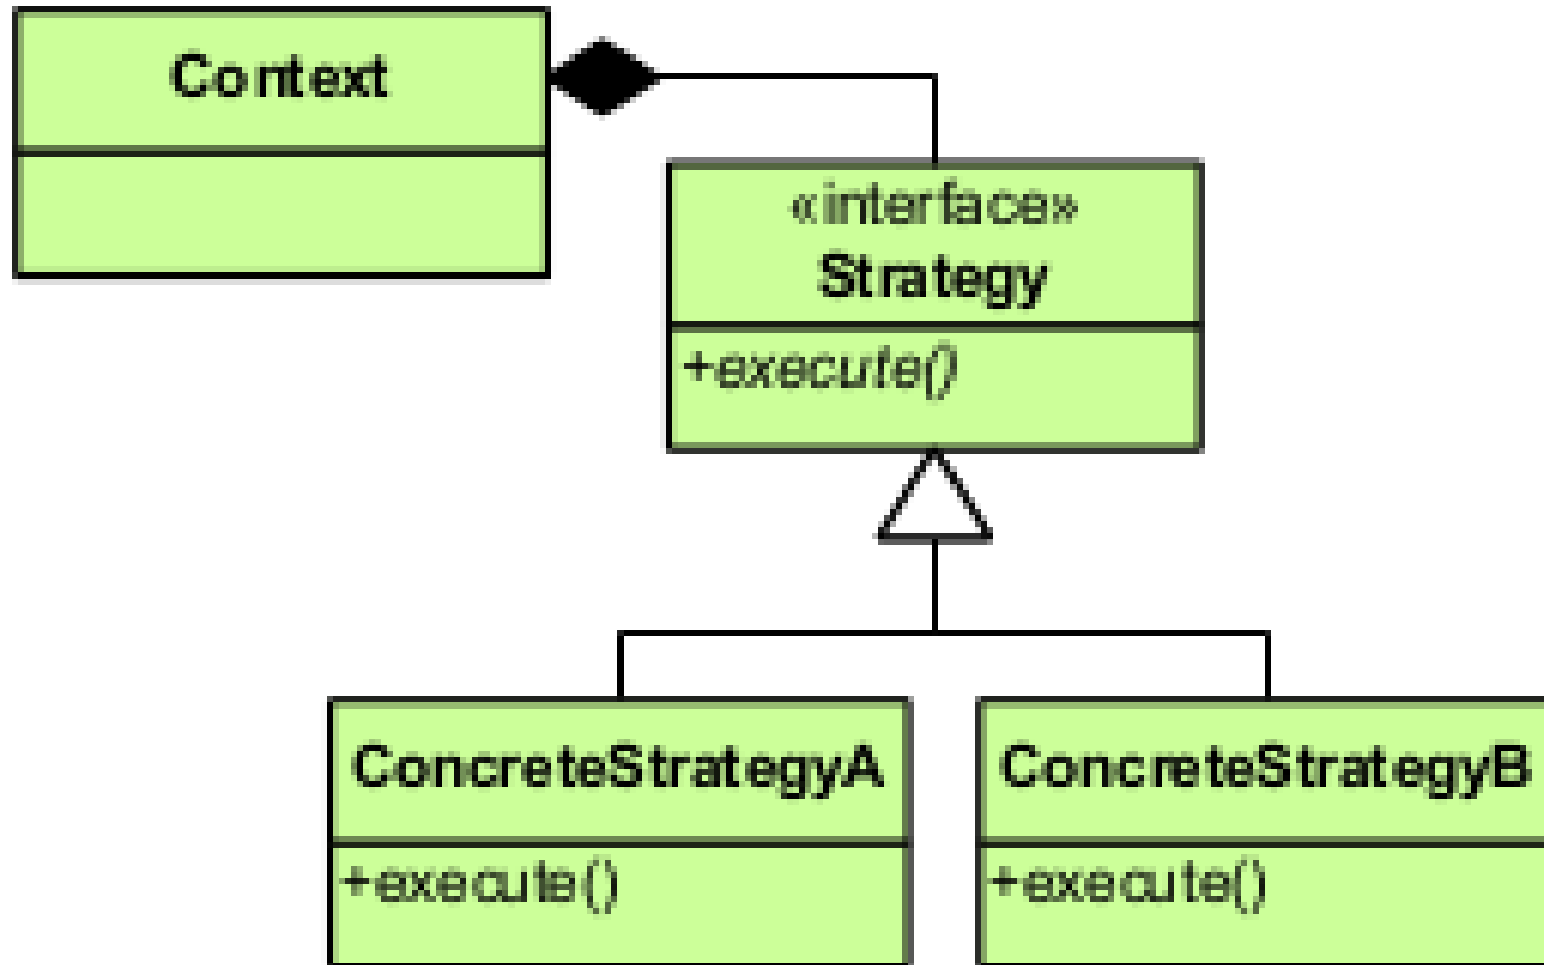 Context
«interface»
Strategy
+execute()
ConcreteStrategyA
ConcreteStrategyB
+execute()
+execute()